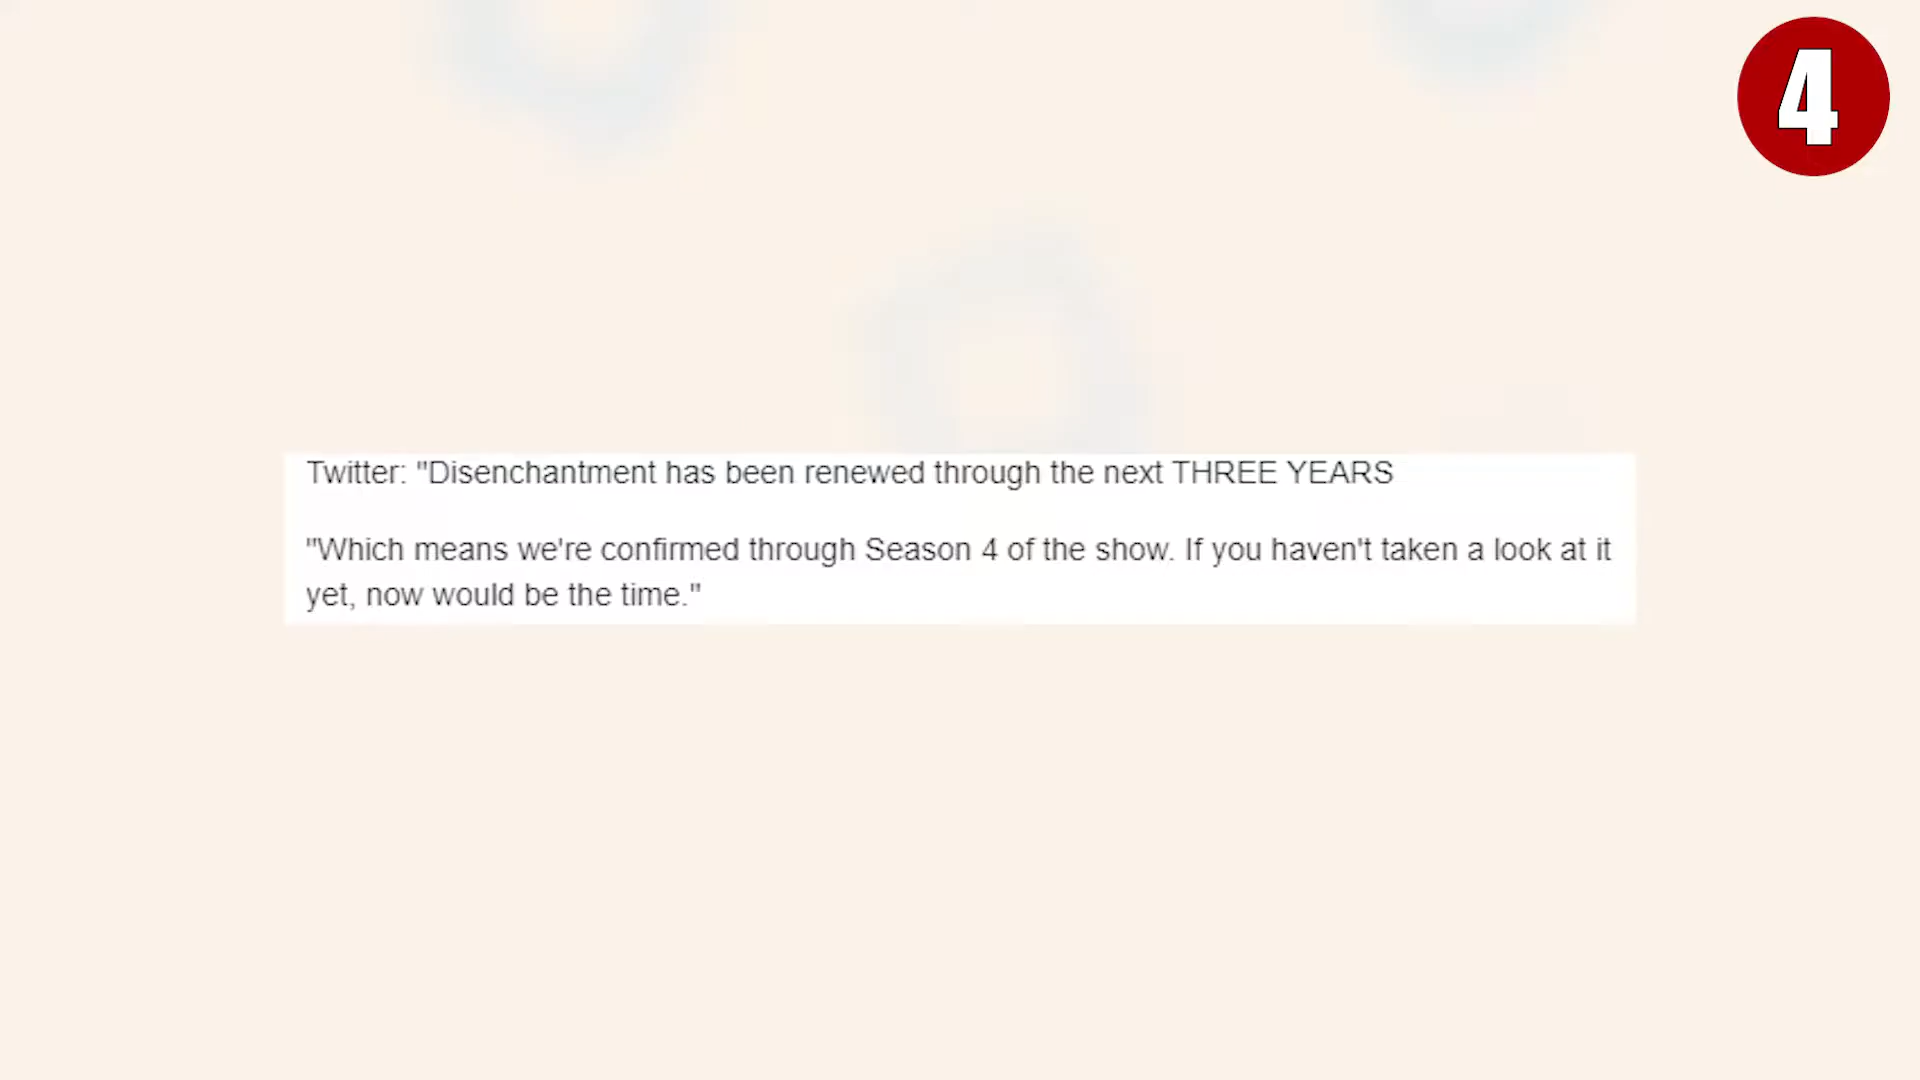 4
Twitter: "Disenchantment has been renewed through the next THREE YEARS
"Which means we're confirmed through Season 4 of the show. If you haven't taken a look at it
yet, now would be the time."